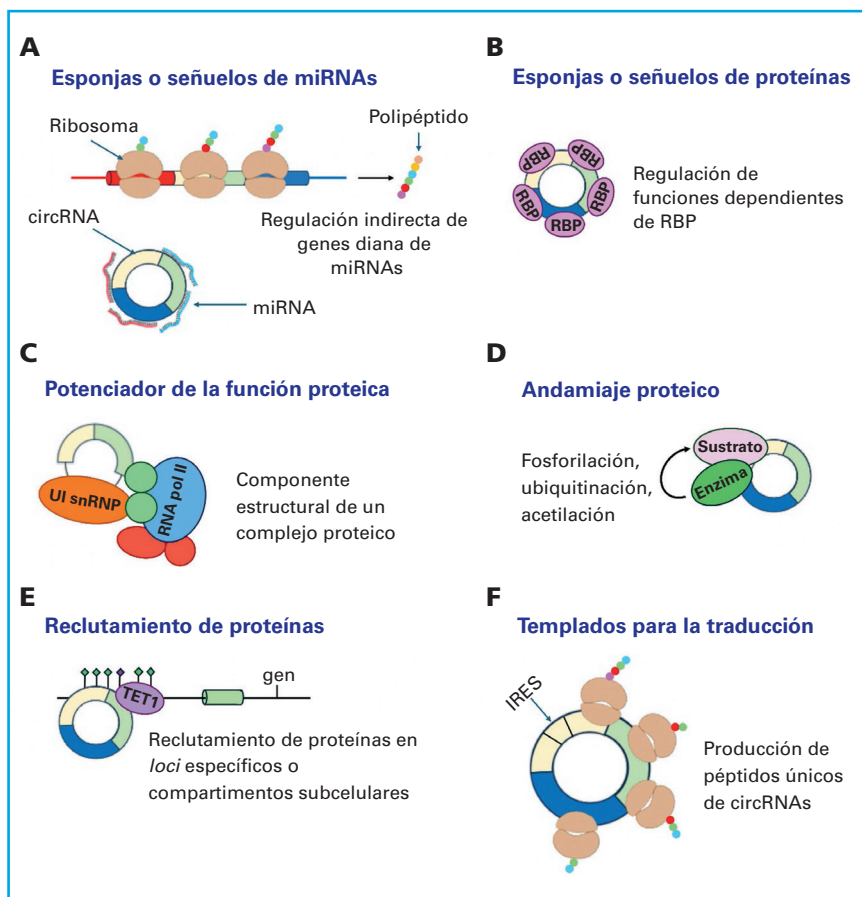 A
Esponjas o señuelos de miRNAs
Ribosoma
Polipéptido
circRNA
Regulación indirecta de
genes diana de
miRNAs
miRNA
B
Esponjas o señuelos de proteínas
RBP
RBP
RBP
RBP
RBP
Regulación de
funciones dependientes
de RBP
C
Potenciador de la función proteica
UI snRNP
RNA pol II
Componente
estructural de un
complejo proteico
D
Andamiaje proteico
Fosforilación,
ubiquitinación,
acetilación
Sustrato
Enzima
E
Reclutamiento de proteínas
TET1
gen
Reclutamiento de proteínas en
loci específicos o
compartimentos subcelulares
F
Templados para la traducción
IRES
Producción de
péptidos únicos
de circRNAs